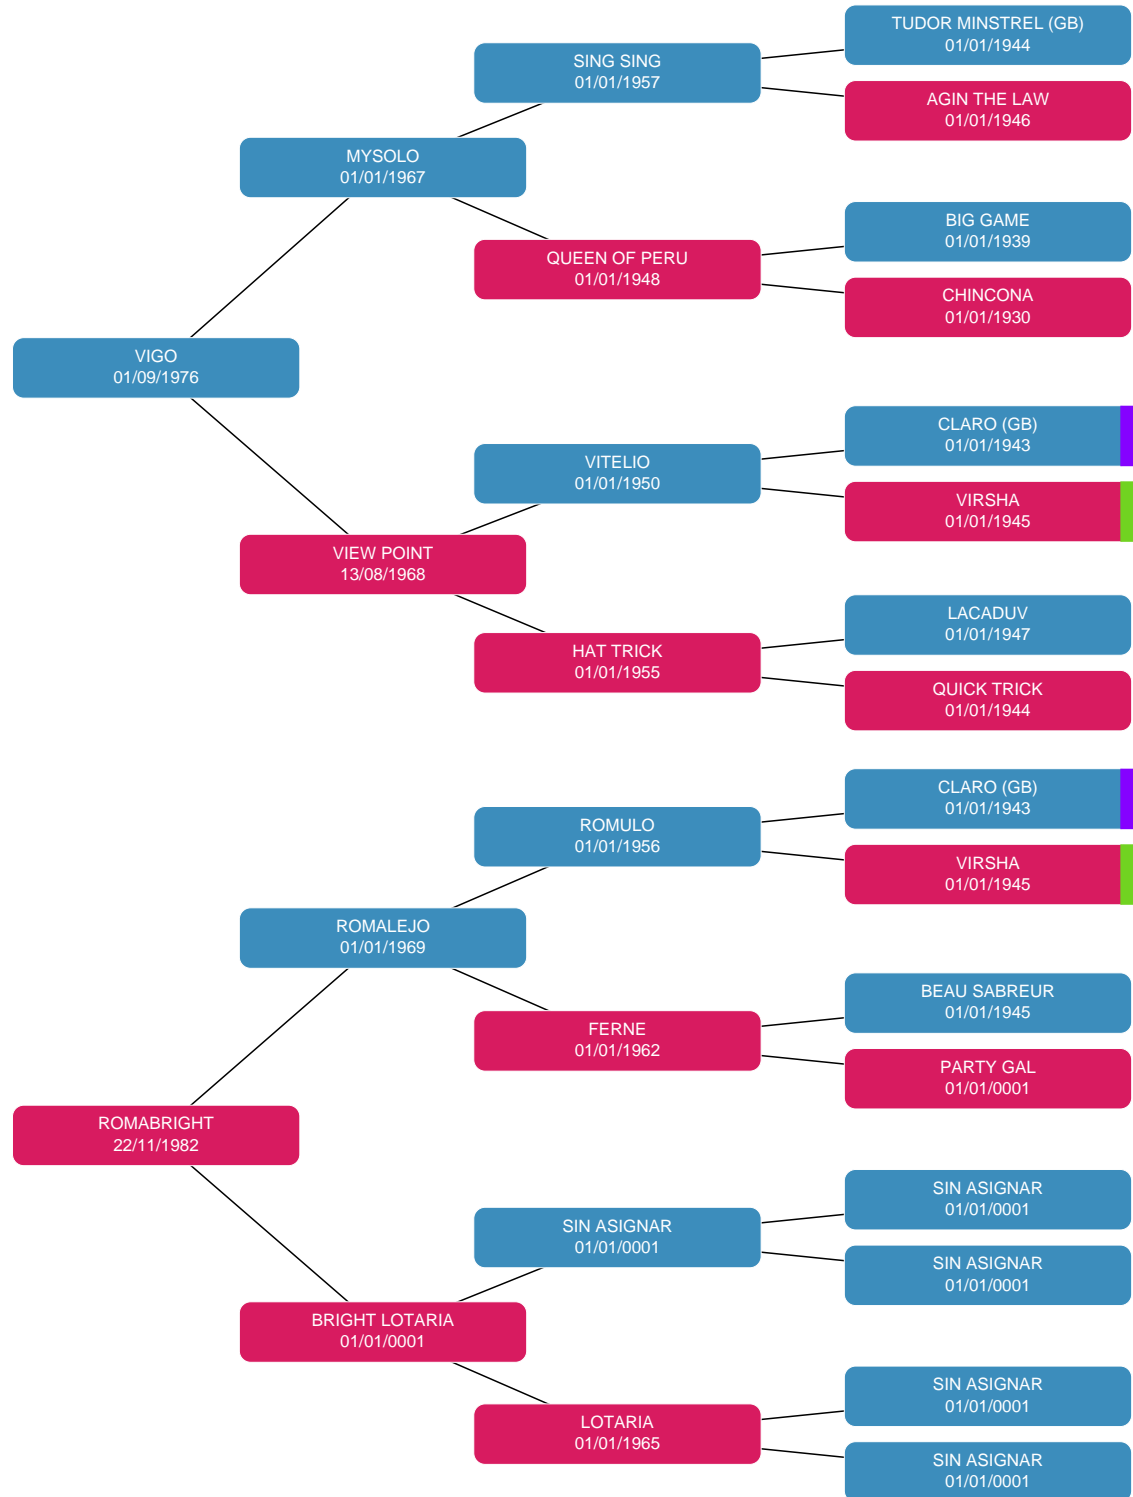 TUDOR MINSTREL (GB)
01/01/1944
SING SING
01/01/1957
AGIN THE LAW
01/01/1946
MYSOLO
01/01/1967
BIG GAME
01/01/1939
QUEEN OF PERU
01/01/1948
CHINCONA
01/01/1930
VIGO
01/09/1976
CLARO (GB)
01/01/1943
VITELIO
01/01/1950
VIRSHA
01/01/1945
VIEW POINT
13/08/1968
LACADUV
01/01/1947
HAT TRICK
01/01/1955
QUICK TRICK
01/01/1944
CLARO (GB)
01/01/1943
ROMULO
01/01/1956
VIRSHA
01/01/1945
ROMALEJO
01/01/1969
BEAU SABREUR
01/01/1945
FERNE
01/01/1962
PARTY GAL
01/01/0001
ROMABRIGHT
22/11/1982
SIN ASIGNAR
01/01/0001
SIN ASIGNAR
01/01/0001
SIN ASIGNAR
01/01/0001
BRIGHT LOTARIA
01/01/0001
SIN ASIGNAR
01/01/0001
LOTARIA
01/01/1965
SIN ASIGNAR
01/01/0001